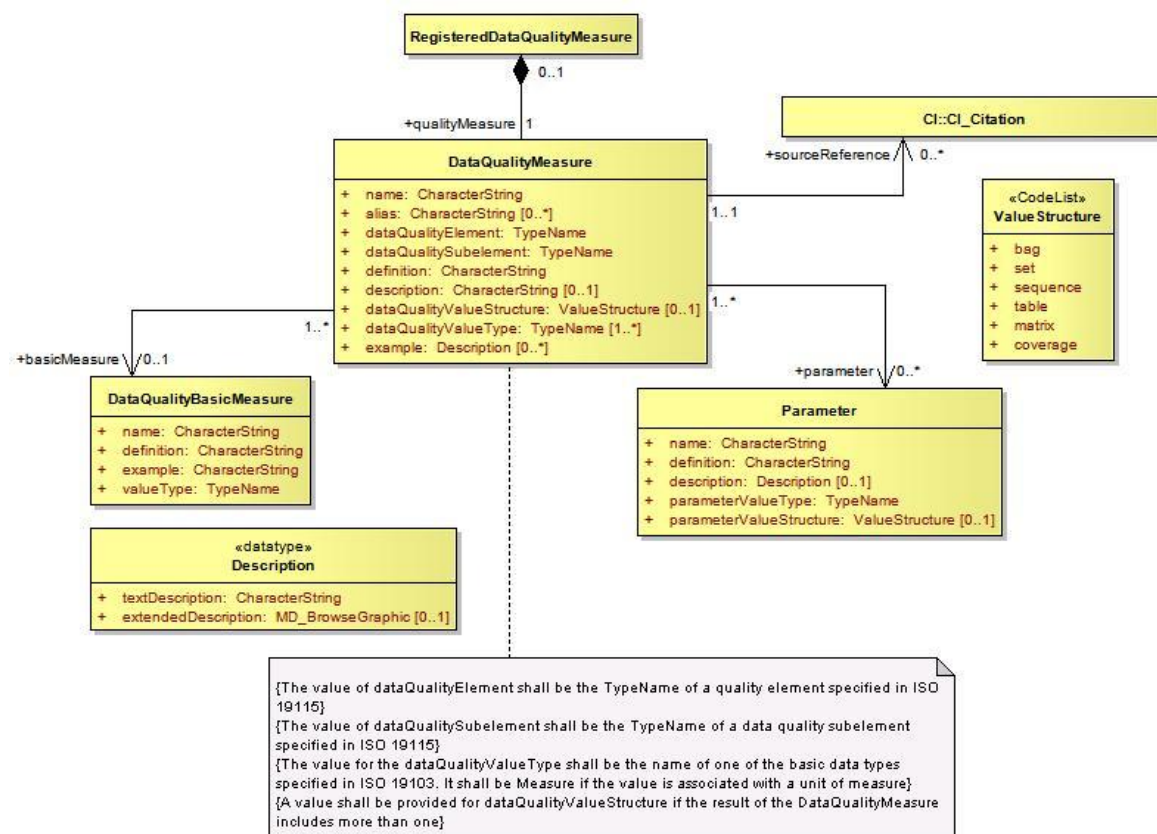 RegisteredDataQualityMeasure
0..1
+qualityMeasure 1
CI::CI_Citation
+sourceReference 0..*
DataQualityMeasure
+ name: CharacterString
+ alias: CharacterString [0..*]
+ dataQualityElement: TypeName
+ dataQualitySubelement: TypeName
+ definition: CharacterString
+ description: CharacterString [0..1]
+ dataQualityValueStructure: ValueStructure [0..1]
+ dataQualityValueType: TypeName [1..*]
+ example: Description [0..*]
1..1
«CodeList»
ValueStructure
+ bag
+ set
+ sequence
+ table
+ matrix
+ coverage
1..*
1..*
+basicMeasure 0..1
+parameter 0..*
DataQualityBasicMeasure
+ name: CharacterString
+ definition: CharacterString
+ example: CharacterString
+ valueType: TypeName
Parameter
+ name: CharacterString
+ definition: CharacterString
+ description: Description [0..1]
+ parameterValueType: TypeName
+ parameterValueStructure: ValueStructure [0..1]
«datatype»
Description
+ textDescription: CharacterString
+ extendedDescription: MD_BrowseGraphic [0..1]
{The value of dataQualityElement shall be the TypeName of a quality element specified in ISO
19115}
{The value of dataQualitySubelement shall be the TypeName of a data quality subelement
specified in ISO 19115}
{The value for the dataQualityValueType shall be the name of one of the basic data types
specified in ISO 19103. It shall be Measure if the value is associated with a unit of measure}
{A value shall be provided for dataQualityValueStructure if the result of the DataQualityMeasure
includes more than one}